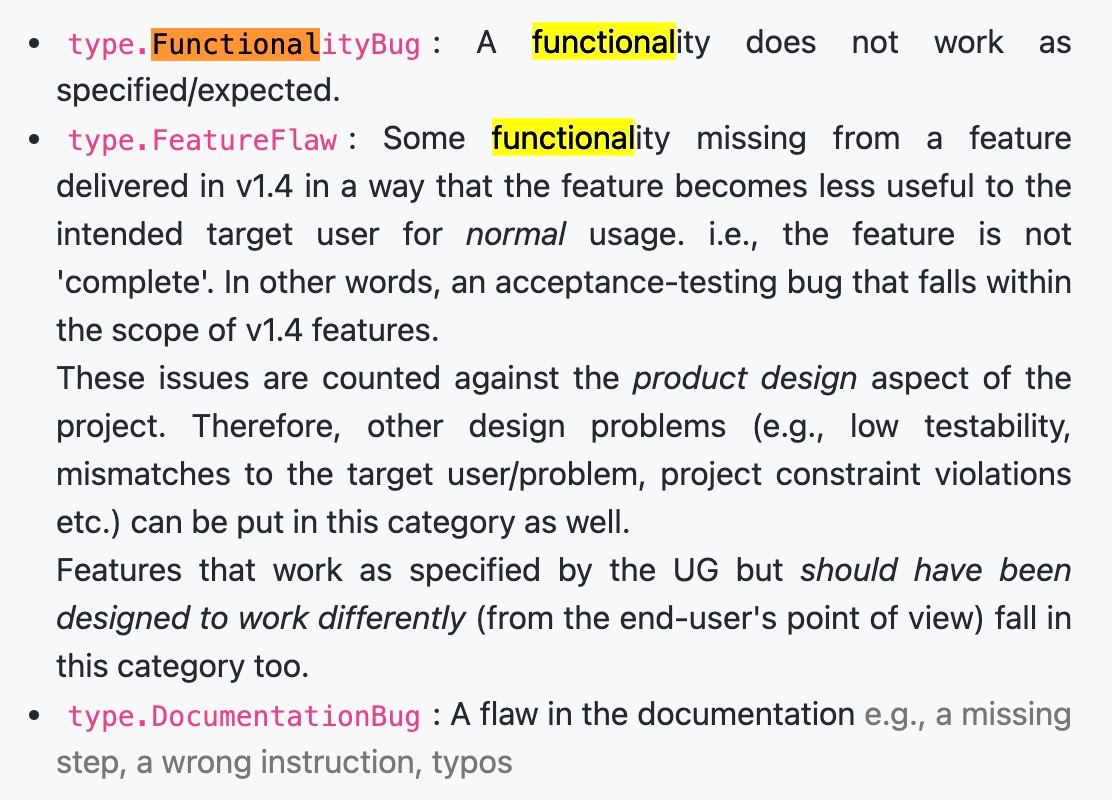 • type.FunctionalityBug : A functionality does not work as
specified/expected.
• type.FeatureFlaw : Some functionality missing from a feature
delivered in v1.4 in a way that the feature becomes less useful to the
intended target user for normal usage. i.e., the feature is not
'complete'. In other words, an acceptance-testing bug that falls within
the scope of v1.4 features.
These issues are counted against the product design aspect of the
project. Therefore, other design problems (e.g., low testability,
mismatches to the target user/problem, project constraint violations
etc.) can be put in this category as well.
Features that work as specified by the UG but should have been
designed to work differently (from the end-user's point of view) fall in
this category too.
• type.DocumentationBug : A flaw in the documentation e.g., a missing
step, a wrong instruction, typos